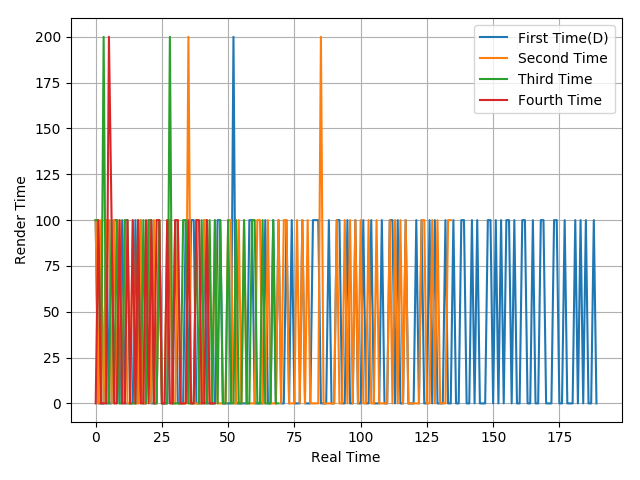 200
175
150
125
100
75
50
25
0
Render Time
0 25 50 75 100 125 150 175
Real Time
First Time(D)
Second Time
Third Time
Fourth Time